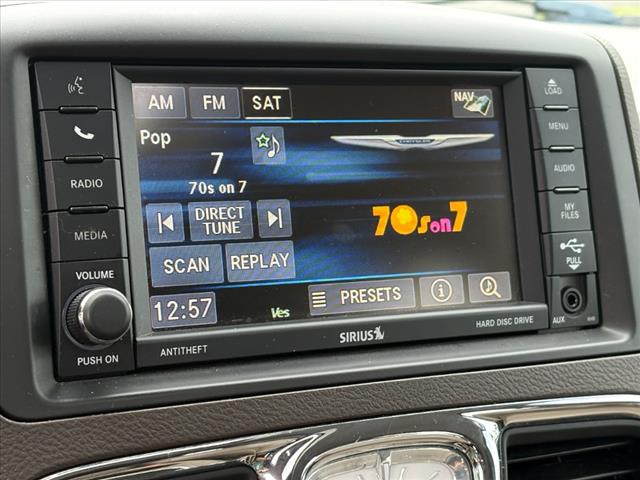 AM FM SAT NAV
Pop
7
70s on 7
70s on 7
DIRECT
TUNE
SCAN REPLAY
12:57 Ves PRESETS
RADIO
MEDIA
VOLUME
PUSH ON
ANTITHEFT
SIRIUS
HARD DISC DRIVE
LOAD
MENU
AUDIO
MY
FILES
PULL
AUX